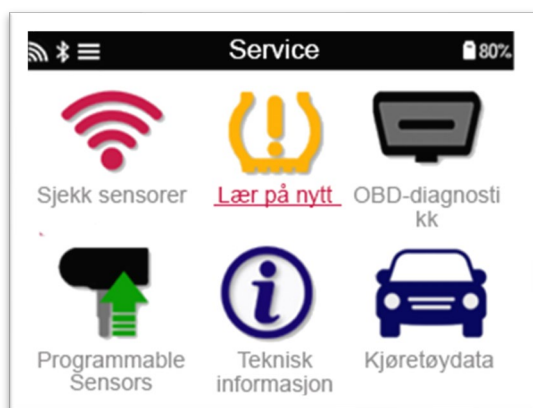 Service
80%
Sjekk sensorer
Lær på nytt
OBD-diagnosti
kk
Programmable
Sensors
Teknisk
informasjon
Kjøretøydata